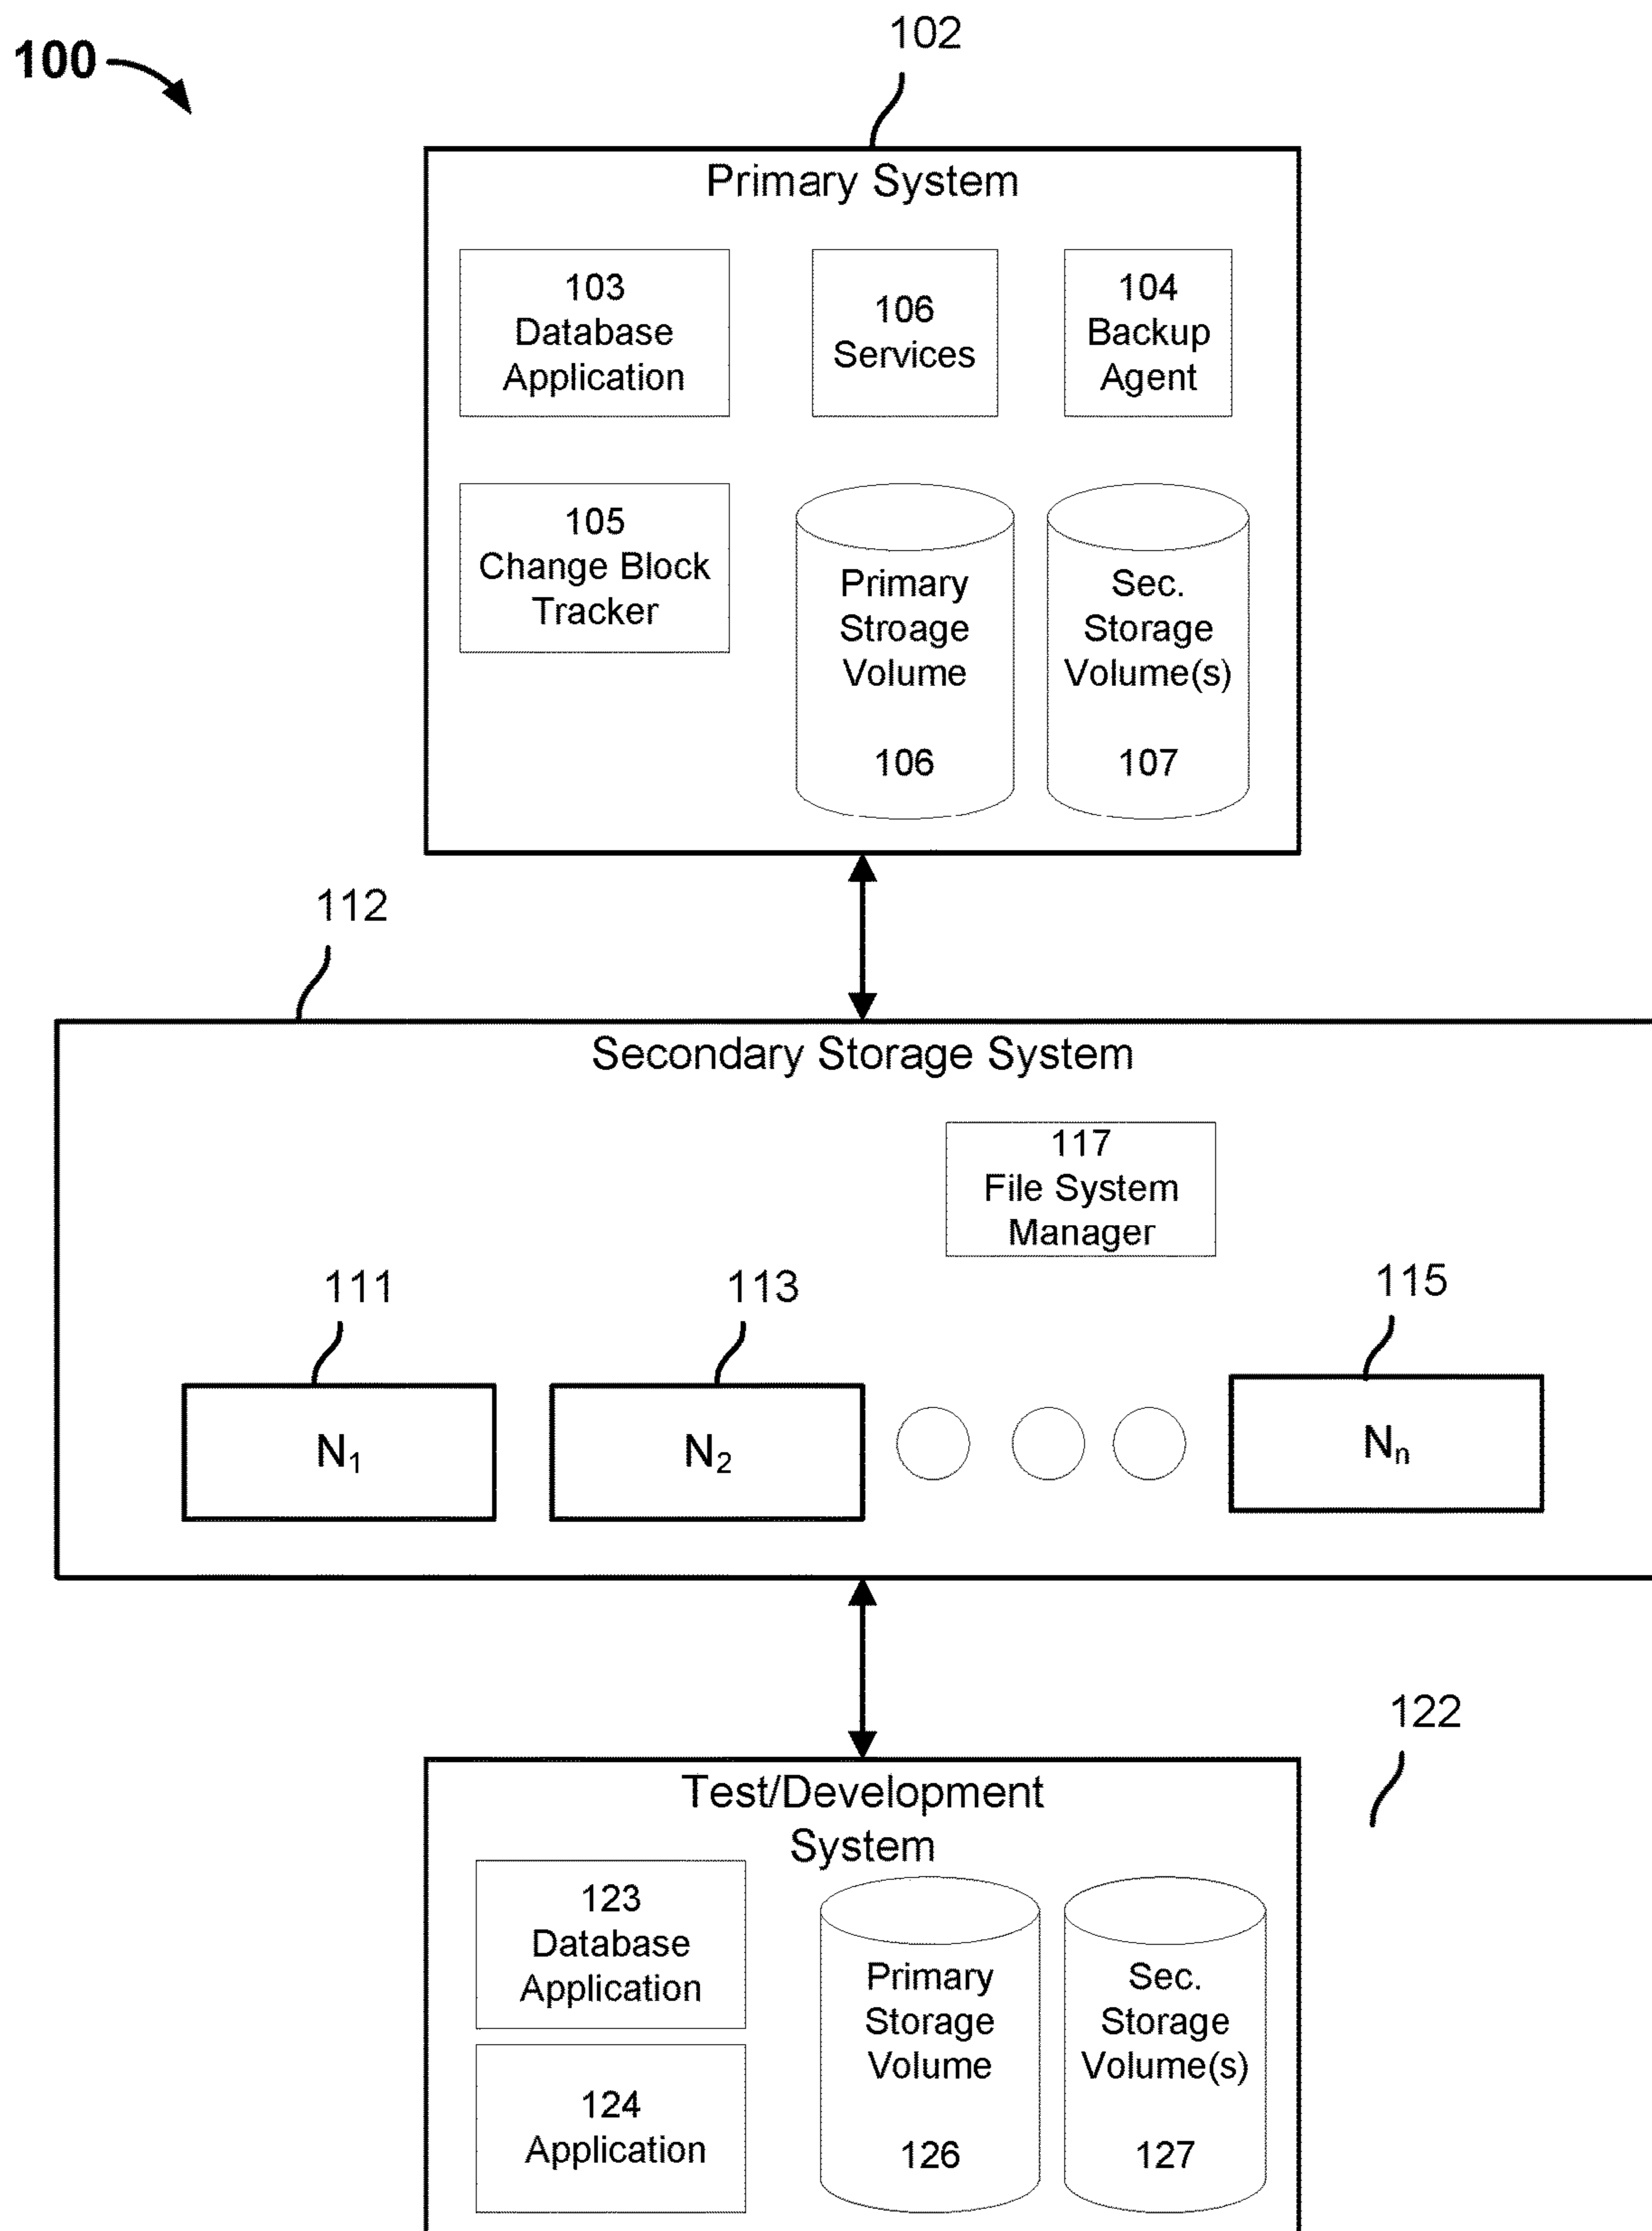 100
102
Primary System
103
Database
Application
106
Services
104
Backup
Agent
105
Change Block
Tracker
Primary
Stroage
Volume
106
Sec.
Storage
Volume(s)
107
112
Secondary Storage System
117
File System
Manager
111
113
115
N₁
N₂
Nₙ
122
Test/Development
System
123
Database
Application
124
Application
Primary
Storage
Volume
126
Sec.
Storage
Volume(s)
127